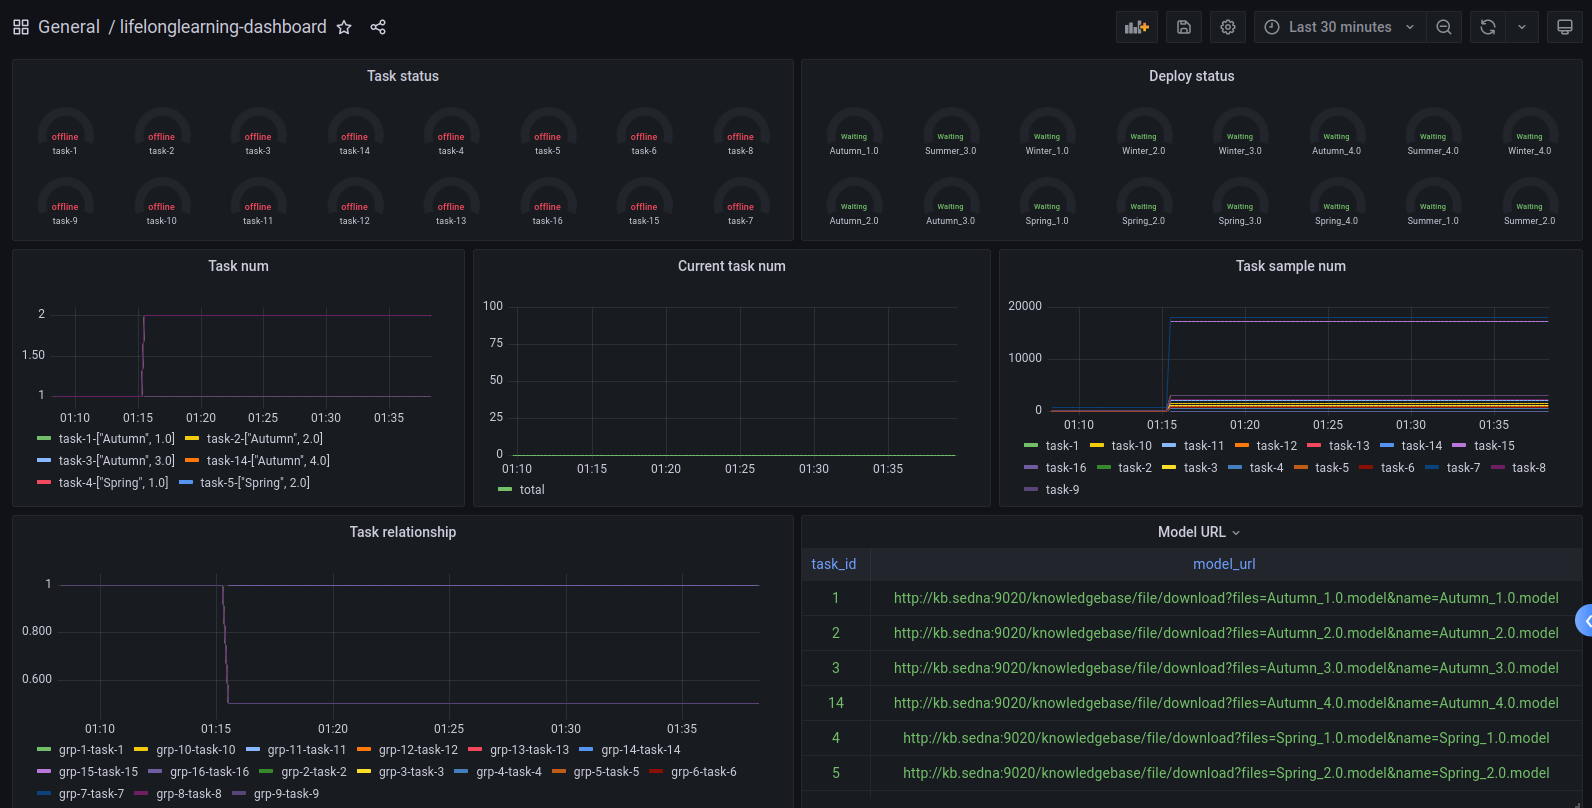 General / lifelonglearning-dashboard
Last 30 minutes
Task status
offline offline offline offline offline offline offline offline
task-1 task-2 task-3 task-14 task-4 task-5 task-6 task-8
offline offline offline offline offline offline offline offline
task-9 task-10 task-11 task-12 task-13 task-16 task-15 task-7
Deploy status
Waiting Waiting Waiting Waiting Waiting Waiting Waiting Waiting
Autumn_1.0 Summer_3.0 Winter_1.0 Winter_2.0 Winter_3.0 Autumn_4.0 Summer_4.0 Winter_4.0
Waiting Waiting Waiting Waiting Waiting Waiting Waiting Waiting
Autumn_2.0 Autumn_3.0 Spring_1.0 Spring_2.0 Spring_3.0 Spring_4.0 Summer_1.0 Summer_2.0
Task num
2
1.50
1
01:10 01:15 01:20 01:25 01:30 01:35
task-1-["Autumn", 1.0] task-2-["Autumn", 2.0]
task-3-["Autumn", 3.0] task-14-["Autumn", 4.0]
task-4-["Spring", 1.0] task-5-["Spring", 2.0]
Current task num
100
75
50
25
0
01:10 01:15 01:20 01:25 01:30 01:35
total
Task sample num
20000
10000
0
01:10 01:15 01:20 01:25 01:30 01:35
task-1 task-10 task-11 task-12 task-13 task-14 task-15
task-16 task-2 task-3 task-4 task-5 task-6 task-7 task-8
task-9
Task relationship
1
0.800
0.600
01:10 01:15 01:20 01:25 01:30 01:35
grp-1-task-1 grp-10-task-10 grp-11-task-11 grp-12-task-12 grp-13-task-13 grp-14-task-14
grp-15-task-15 grp-16-task-16 grp-2-task-2 grp-3-task-3 grp-4-task-4 grp-5-task-5 grp-6-task-6
grp-7-task-7 grp-8-task-8 grp-9-task-9
Model URL
task_id model_url
1 http://kb.sedna:9020/knowledgebase/file/download?files=Autumn_1.0.model&name=Autumn_1.0.model
2 http://kb.sedna:9020/knowledgebase/file/download?files=Autumn_2.0.model&name=Autumn_2.0.model
3 http://kb.sedna:9020/knowledgebase/file/download?files=Autumn_3.0.model&name=Autumn_3.0.model
14 http://kb.sedna:9020/knowledgebase/file/download?files=Autumn_4.0.model&name=Autumn_4.0.model
4 http://kb.sedna:9020/knowledgebase/file/download?files=Spring_1.0.model&name=Spring_1.0.model
5 http://kb.sedna:9020/knowledgebase/file/download?files=Spring_2.0.model&name=Spring_2.0.model